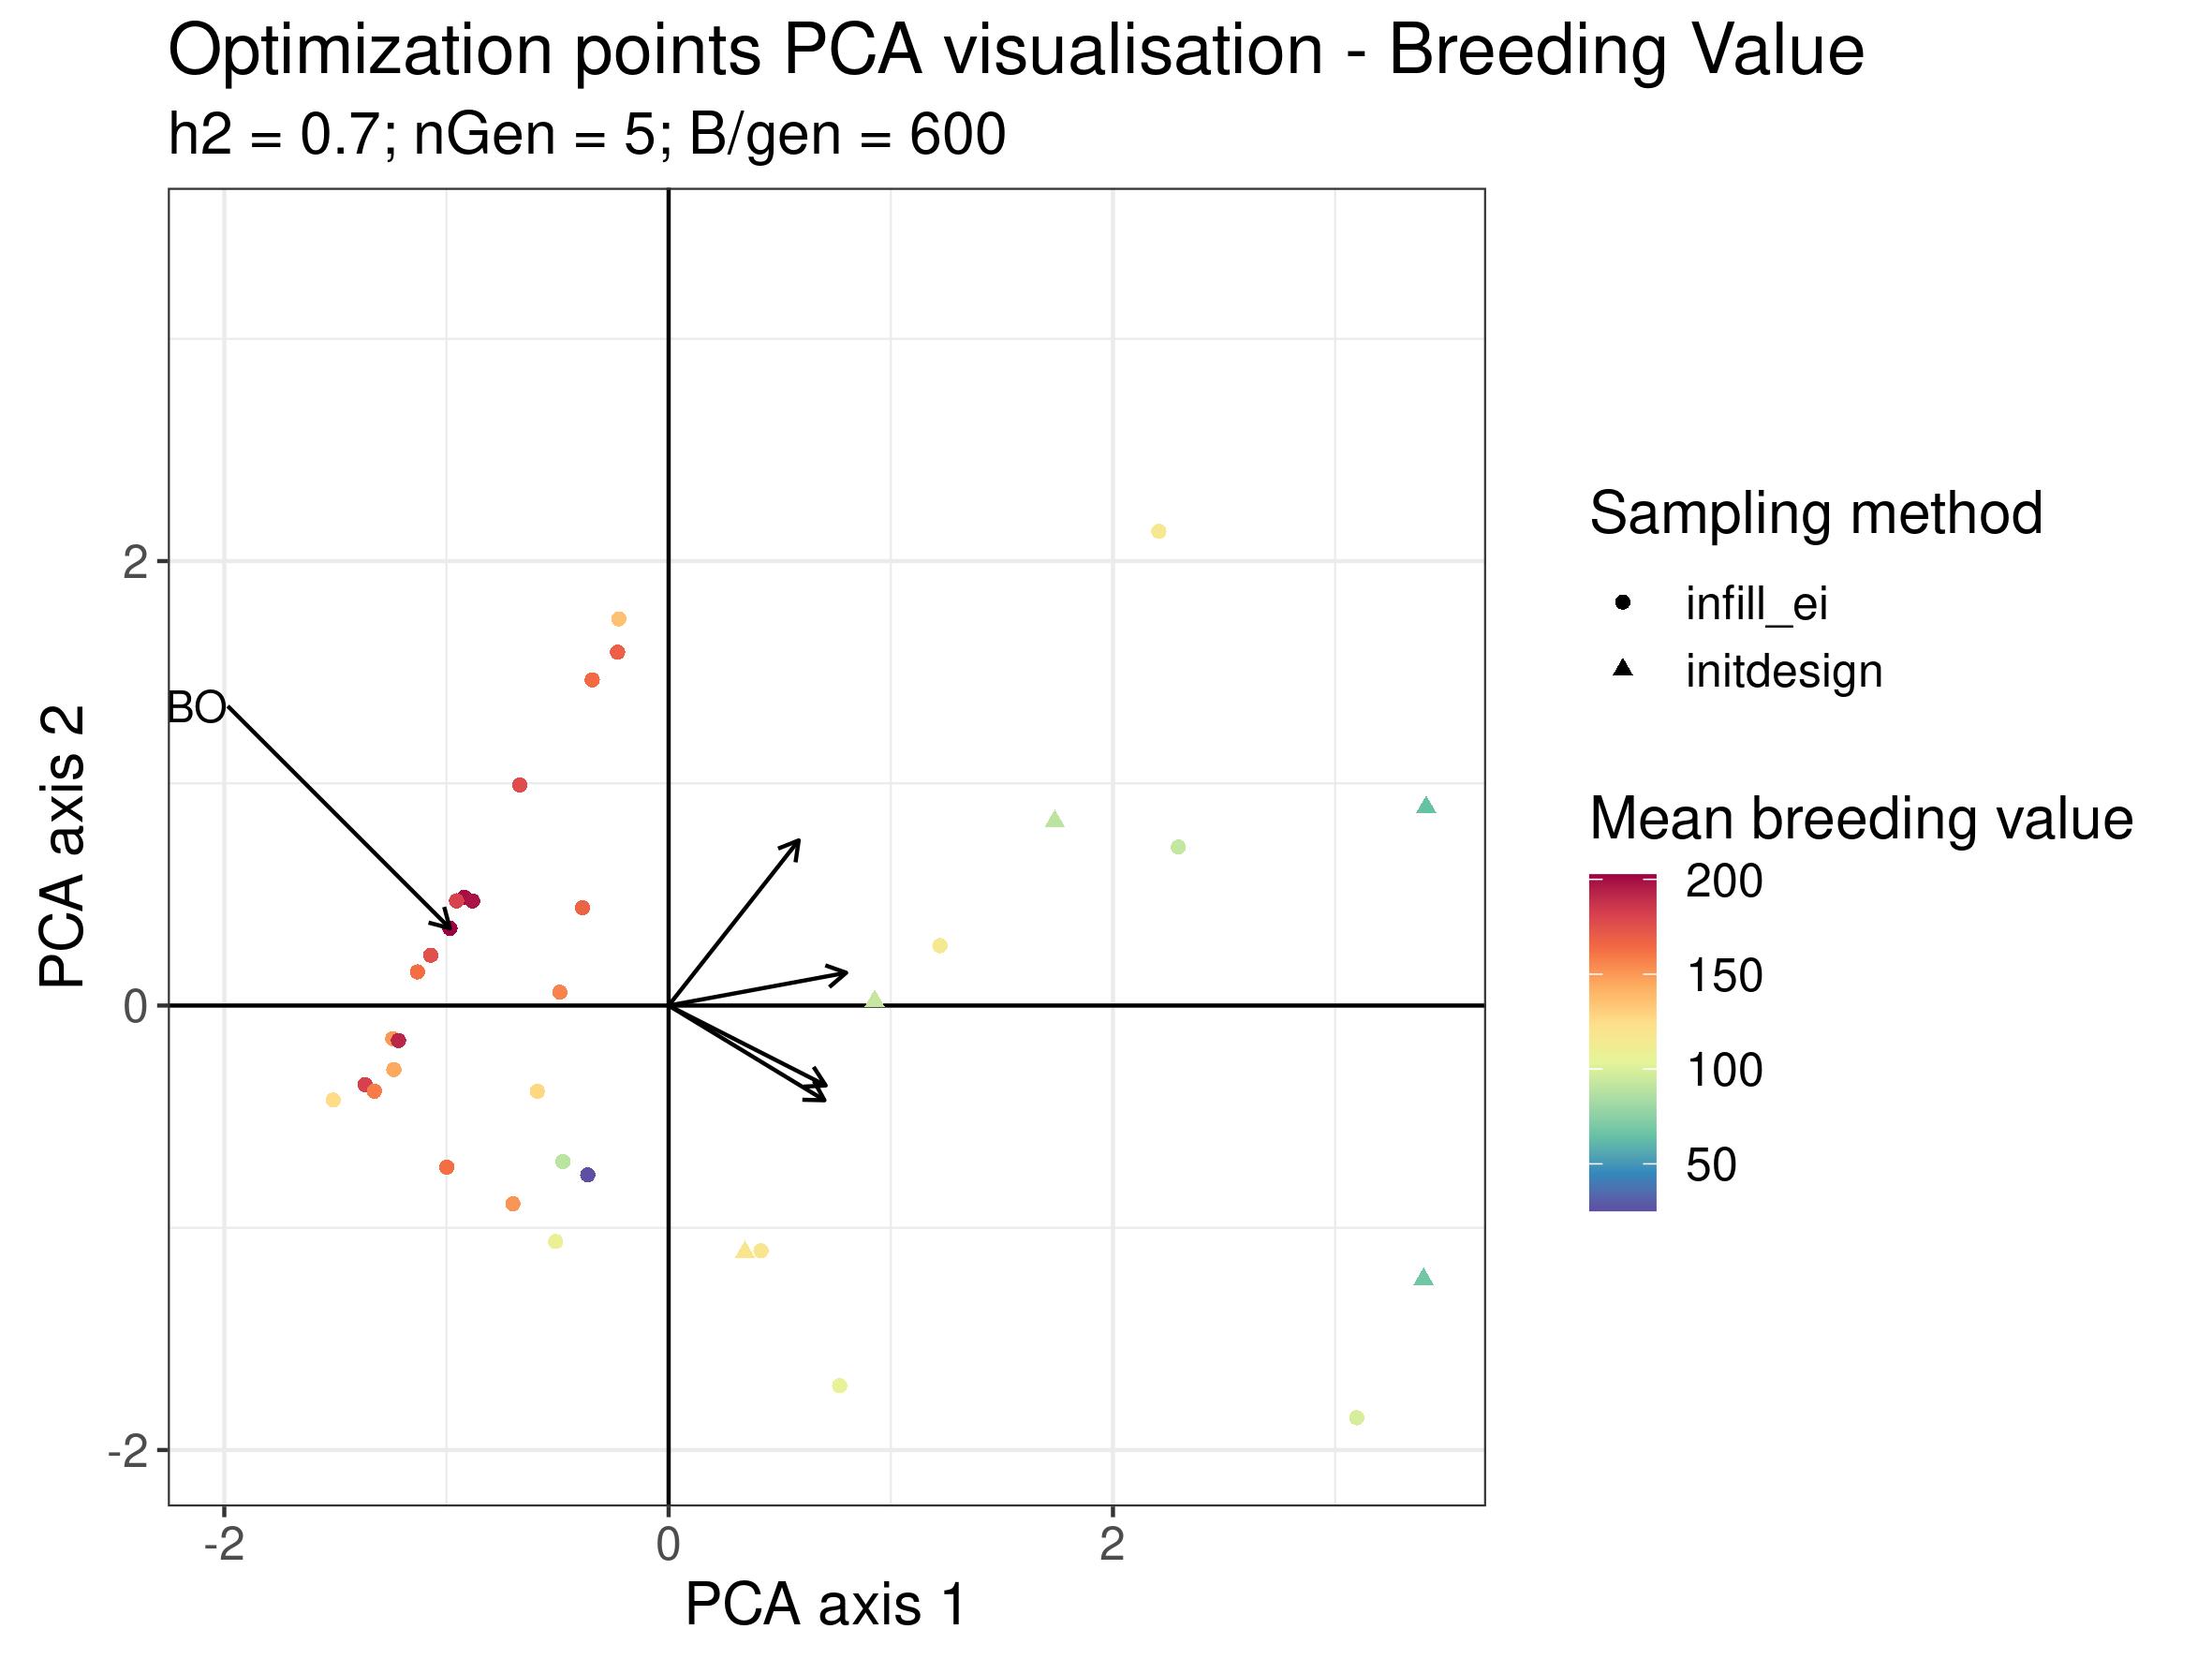 Optimization points PCA visualisation - Breeding Value
h2 = 0.7; nGen = 5; B/gen = 600
PCA axis 2
2
0
-2
BO
-2
0
2
PCA axis 1
Sampling method
infill_ei
initdesign
Mean breeding value
200
150
100
50